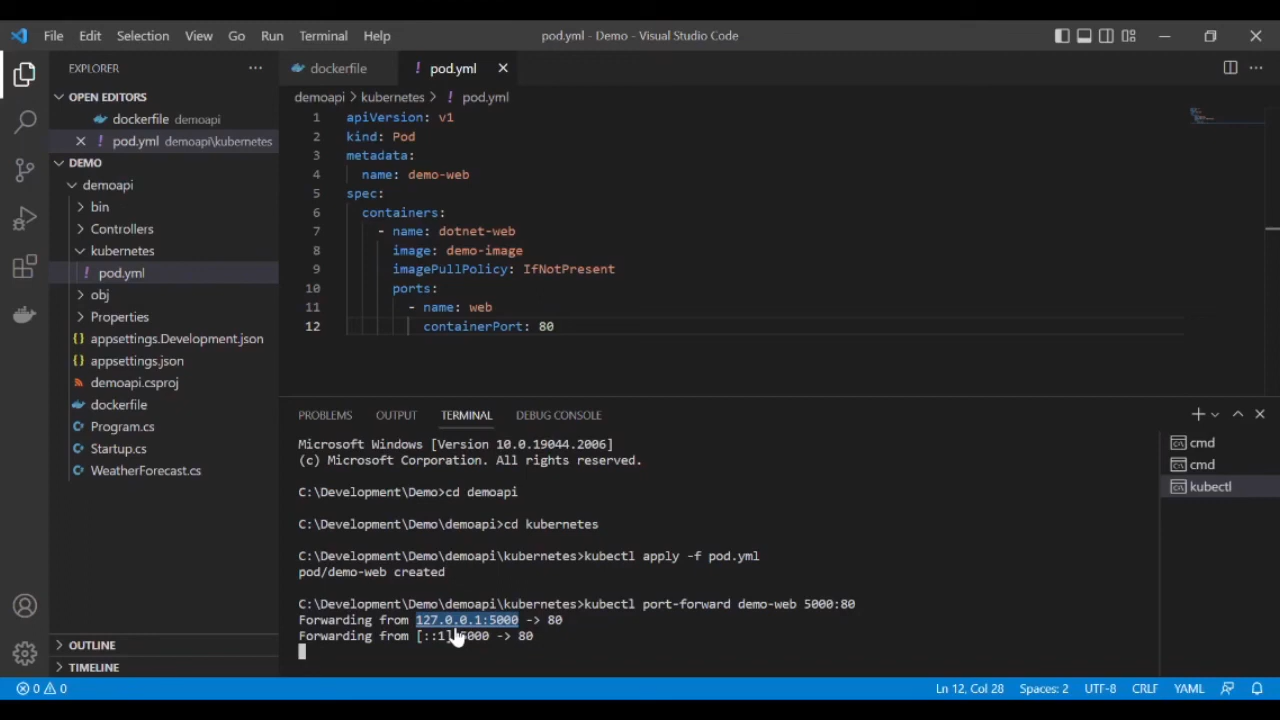 File Edit Selection View Go Run Terminal Help
pod.yml - Demo - Visual Studio Code
EXPLORER
OPEN EDITORS
dockerfile demoapi
pod.yml demoapi\kubernetes
DEMO
demoapi
bin
Controllers
kubernetes
! pod.yml
obj
Properties
{} appsettings.Development.json
{} appsettings.json
demoapi.csproj
dockerfile
Program.cs
Startup.cs
WeatherForecast.cs
OUTLINE
TIMELINE
dockerfile
! pod.yml
demoapi > kubernetes > ! pod.yml
1 apiVersion: v1
2 kind: Pod
3 metadata:
4 name: demo-web
5 spec:
6 containers:
7 - name: dotnet-web
8 image: demo-image
9 imagePullPolicy: IfNotPresent
10 ports:
11 - name: web
12 containerPort: 80
PROBLEMS OUTPUT TERMINAL DEBUG CONSOLE
Microsoft Windows [Version 10.0.19044.2006]
(c) Microsoft Corporation. All rights reserved.
C:\Development\Demo>cd demoapi
C:\Development\Demo\demoapi>cd kubernetes
C:\Development\Demo\demoapi\kubernetes>kubectl apply -f pod.yml
pod/demo-web created
C:\Development\Demo\demoapi\kubernetes>kubectl port-forward demo-web 5000:80
Forwarding from 127.0.0.1:5000 -> 80
Forwarding from [::1]:5000 -> 80
cmd
cmd
kubectl
0 0
Ln 12, Col 28 Spaces: 2 UTF-8 CRLF YAML